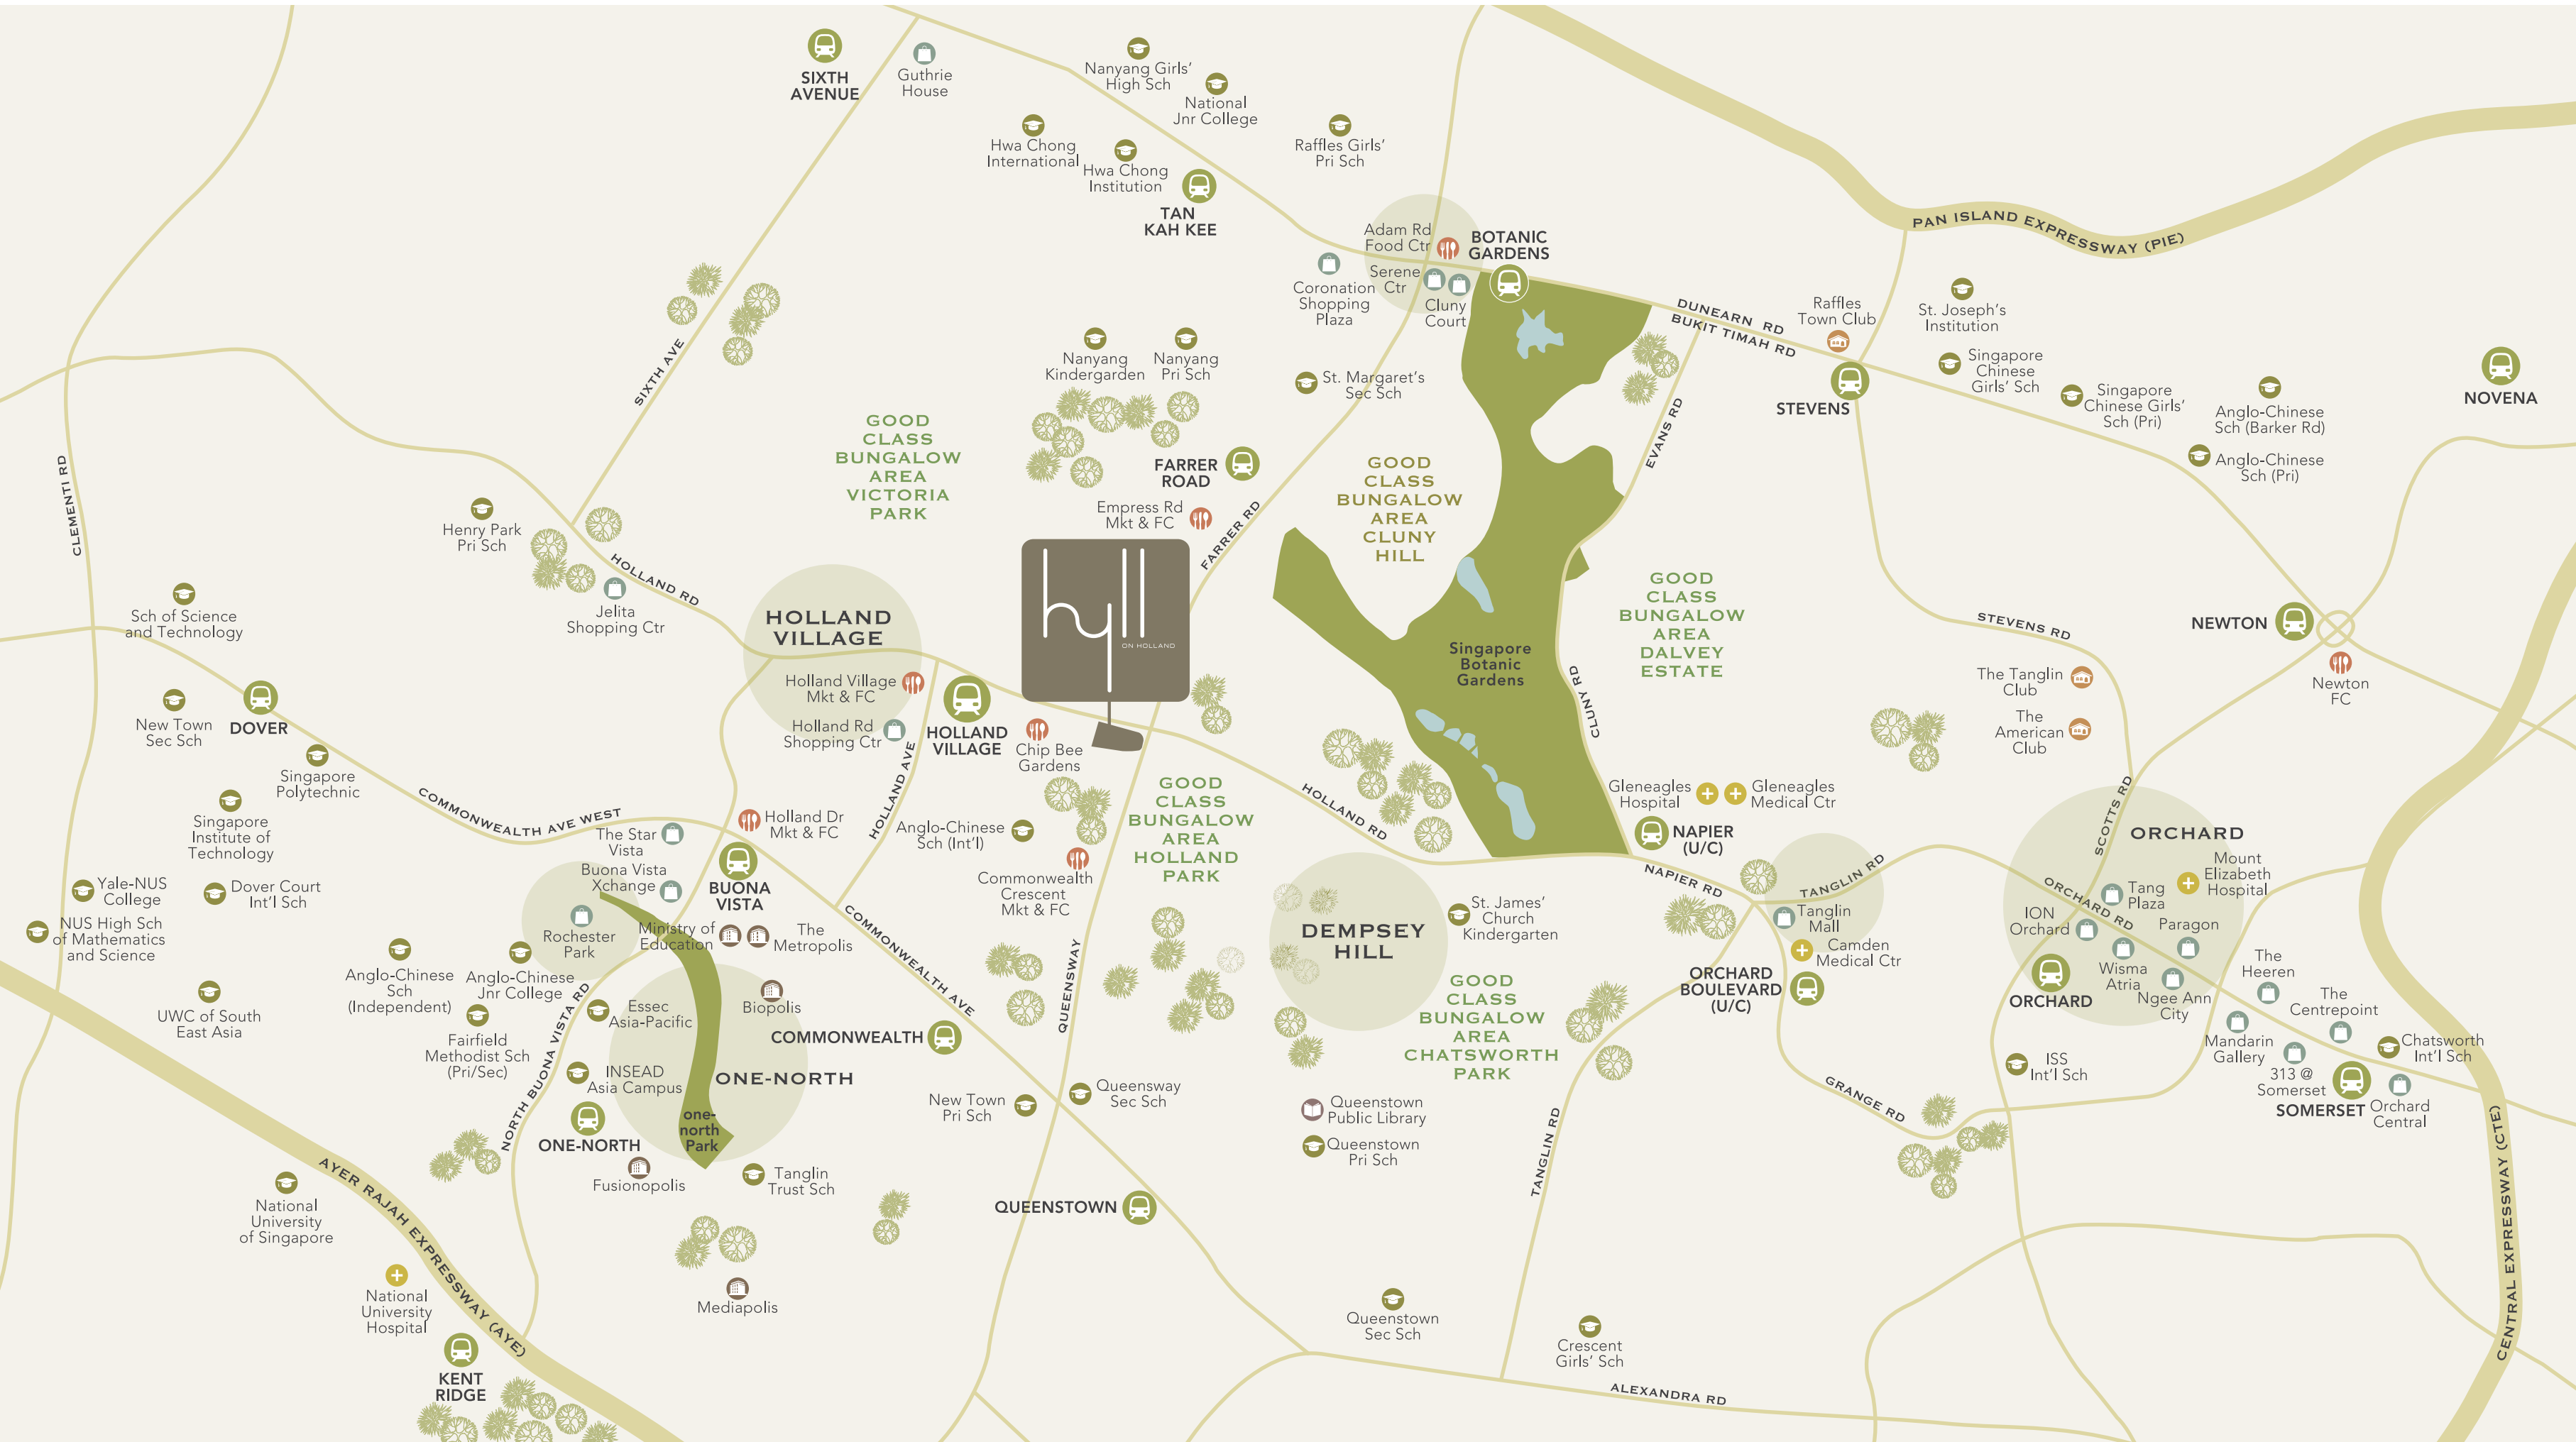 SIXTH
AVENUE
Guthrie
House
Nanyang Girls'
High Sch
National
Jnr College
Hwa Chong
International
Hwa Chong
Institution
TAN
KAH KEE
Raffles Girls'
Pri Sch
Adam Rd
Food Ctr
BOTANIC
GARDENS
Coronation
Shopping
Plaza
Serene
Ctr
Cluny
Court
PAN ISLAND EXPRESSWAY (PIE)
DUNEARN RD
BUKIT TIMAH RD
Raffles
Town Club
St. Joseph's
Institution
STEVENS
Singapore
Chinese
Girls' Sch
Singapore
Chinese Girls'
Sch (Pri)
Anglo-Chinese
Sch (Barker Rd)
Anglo-Chinese
Sch (Pri)
NOVENA
SIXTH AVE
Nanyang
Kindergarden
Nanyang
Pri Sch
St. Margaret's
Sec Sch
GOOD
CLASS
BUNGALOW
AREA
VICTORIA
PARK
FARRER
ROAD
Empress Rd
Mkt & FC
FARRER RD
GOOD
CLASS
BUNGALOW
AREA
CLUNY
HILL
EVANS RD
CLEMENTI RD
Henry Park
Pri Sch
HOLLAND RD
Jelita
Shopping Ctr
Sch of Science
and Technology
HOLLAND
VILLAGE
hyll
ON HOLLAND
Singapore
Botanic
Gardens
GOOD
CLASS
BUNGALOW
AREA
DALVEY
ESTATE
CLUNY RD
STEVENS RD
NEWTON
Newton
FC
The Tanglin
Club
The
American
Club
New Town
Sec Sch
DOVER
Singapore
Polytechnic
Singapore
Institute of
Technology
COMMONWEALTH AVE WEST
Holland Village
Mkt & FC
Holland Rd
Shopping Ctr
HOLLAND
VILLAGE
Chip Bee
Gardens
HOLLAND AVE
Holland Dr
Mkt & FC
The Star
Vista
Buona Vista
Xchange
BUONA
VISTA
Anglo-Chinese
Sch (Int'l)
Commonwealth
Crescent
Mkt & FC
GOOD
CLASS
BUNGALOW
AREA
HOLLAND
PARK
HOLLAND RD
Gleneagles
Hospital
Gleneagles
Medical Ctr
NAPIER
(U/C)
NAPIER RD
TANGLIN RD
Tanglin
Mall
Camden
Medical Ctr
ORCHARD
BOULEVARD
(U/C)
SCOTTS RD
ORCHARD
Mount
Elizabeth
Hospital
ORCHARD RD
Tang
Plaza
ION
Orchard
Paragon
Wisma
Atria
Ngee Ann
City
ORCHARD
The
Heeren
The
Centrepoint
Mandarin
Gallery
313 @
Somerset
SOMERSET
Orchard
Central
Chatsworth
Int'l Sch
ISS
Int'l Sch
GRANGE RD
CENTRAL EXPRESSWAY (CTE)
Yale-NUS
College
Dover Court
Int'l Sch
NUS High Sch
of Mathematics
and Science
UWC of South
East Asia
Anglo-Chinese
Sch
(Independent)
Anglo-Chinese
Jnr College
Fairfield
Methodist Sch
(Pri/Sec)
Rochester
Park
Ministry of
Education
The
Metropolis
Biopolis
Essec
Asia-Pacific
INSEAD
Asia Campus
NORTH BUONA VISTA RD
ONE-NORTH
ONE-NORTH
one-
north
Park
Fusionopolis
Tanglin
Trust Sch
Mediapolis
COMMONWEALTH
COMMONWEALTH AVE
QUEENSWAY
New Town
Pri Sch
Queensway
Sec Sch
QUEENSTOWN
DEMPSEY
HILL
St. James'
Church
Kindergarten
GOOD
CLASS
BUNGALOW
AREA
CHATSWORTH
PARK
Queenstown
Public Library
Queenstown
Pri Sch
TANGLIN RD
Queenstown
Sec Sch
Crescent
Girls' Sch
ALEXANDRA RD
National
University
of Singapore
National
University
Hospital
KENT
RIDGE
AYER RAJAH EXPRESSWAY (AYE)